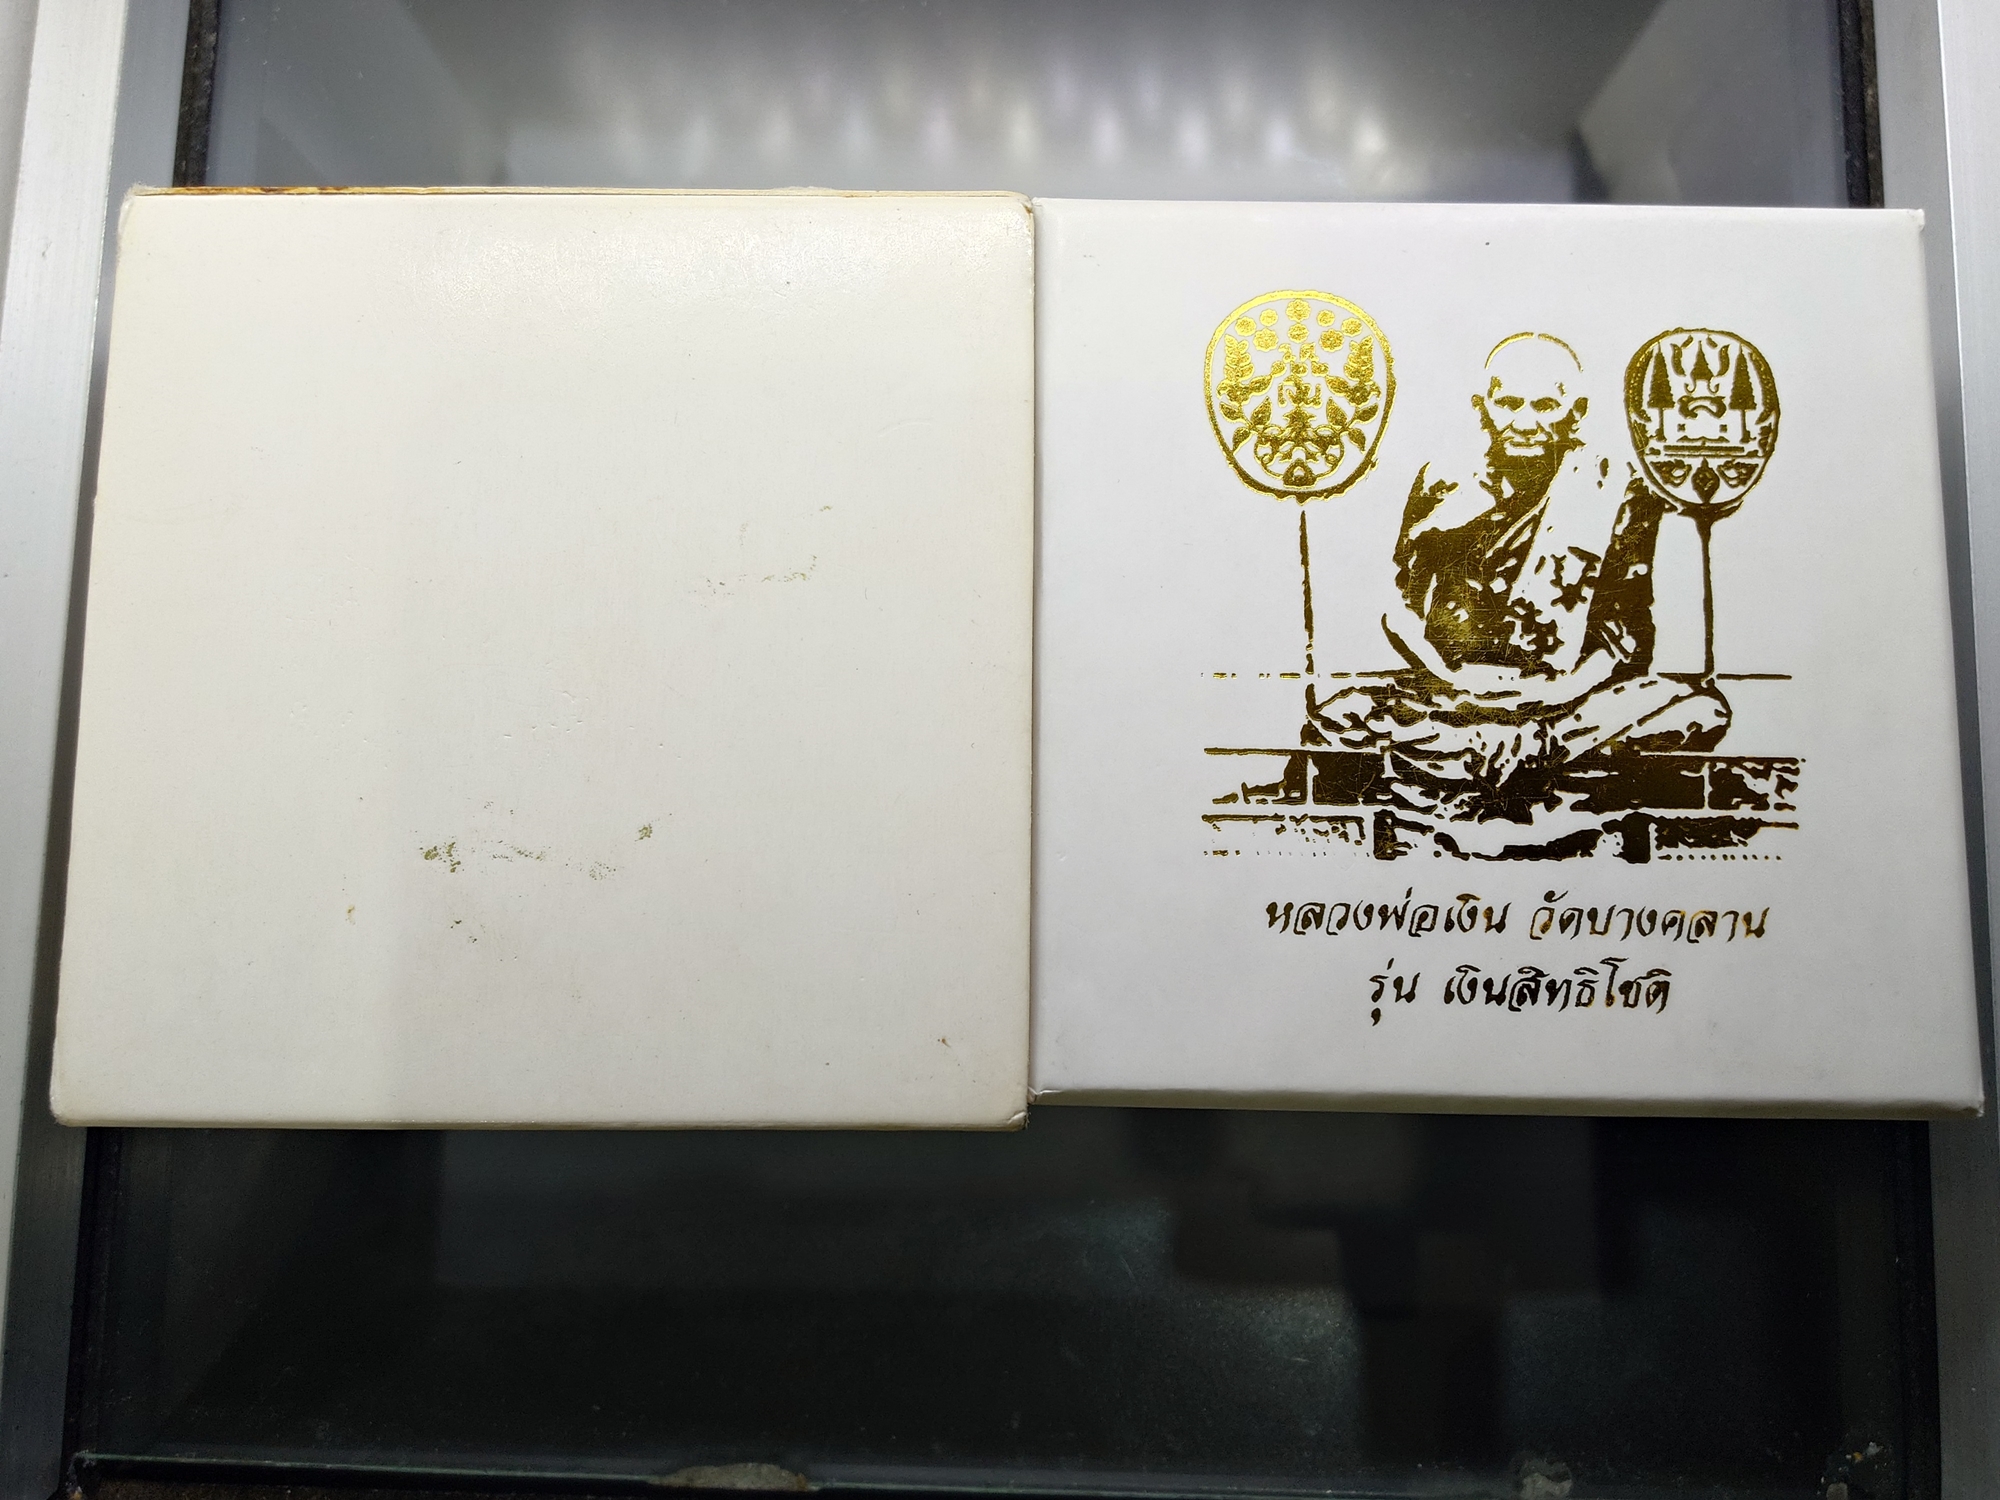 หลวงพ่อเงิน วัดบางคลาน
รุ่น เงินสิทธิโชติ